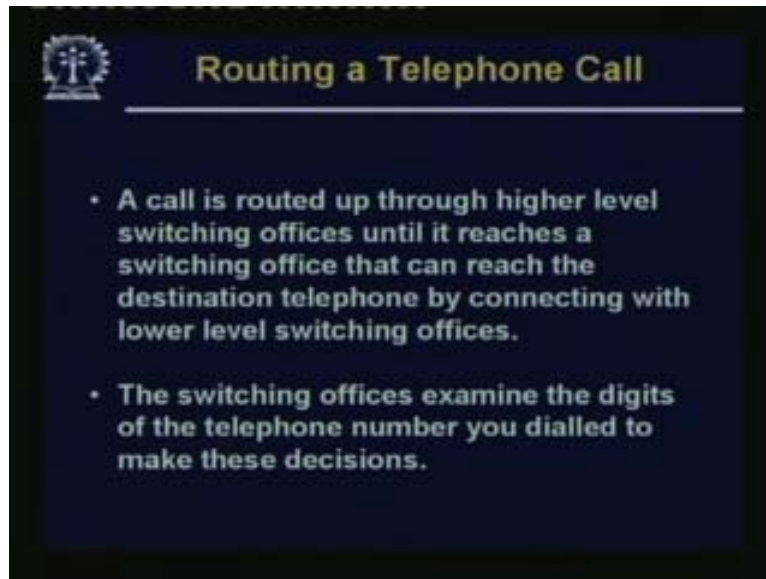 Routing a Telephone Call
• A call is routed up through higher level
switching offices until it reaches a
switching office that can reach the
destination telephone by connecting with
lower level switching offices.
• The switching offices examine the digits
of the telephone number you dialled to
make these decisions.